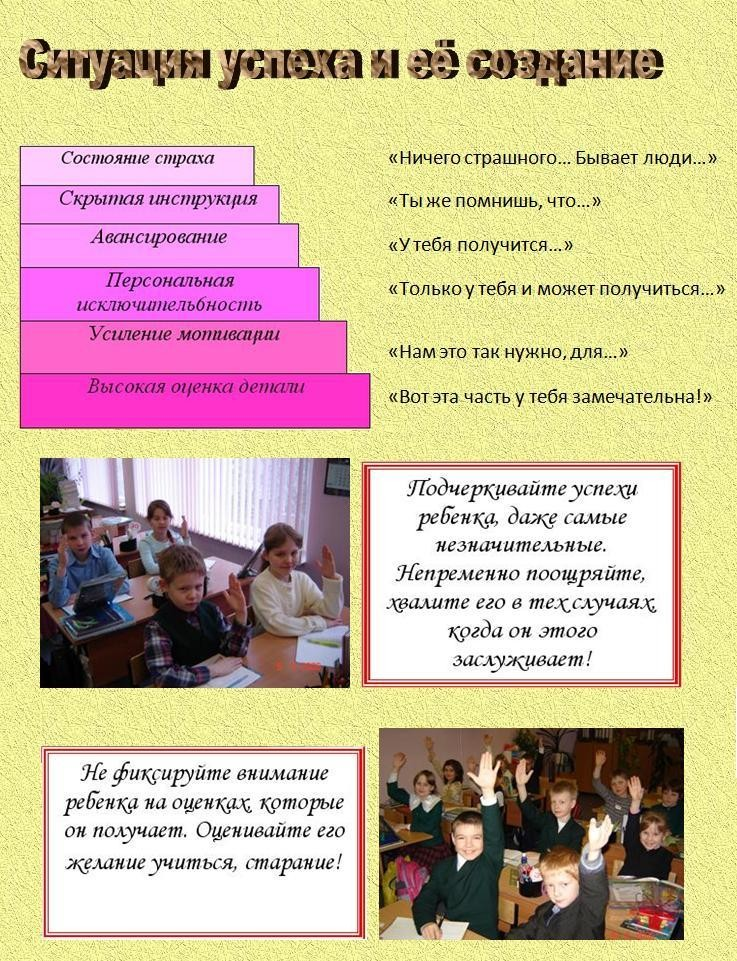 Ситуация успеха и её создание
Состояние страха
«Ничего страшного... Бывает люди...»
Скрытая инструкция
«Ты же помнишь, что...»
Авансирование
«У тебя получится...»
Персональная
исключительбность
«Только у тебя и может получиться...»
Усиление мотивации
«Нам это так нужно, для...»
Высокая оценка детали
«Вот эта часть у тебя замечательна!»
Подчеркивайте успехи
ребенка, даже самые
незначительные.
Непременно поощряйте,
хвалите его в тех случаях,
когда он этого
заслуживает!
Не фиксируйте внимание
ребенка на оценках, которые
он получает. Оценивайте его
желание учиться, старание!